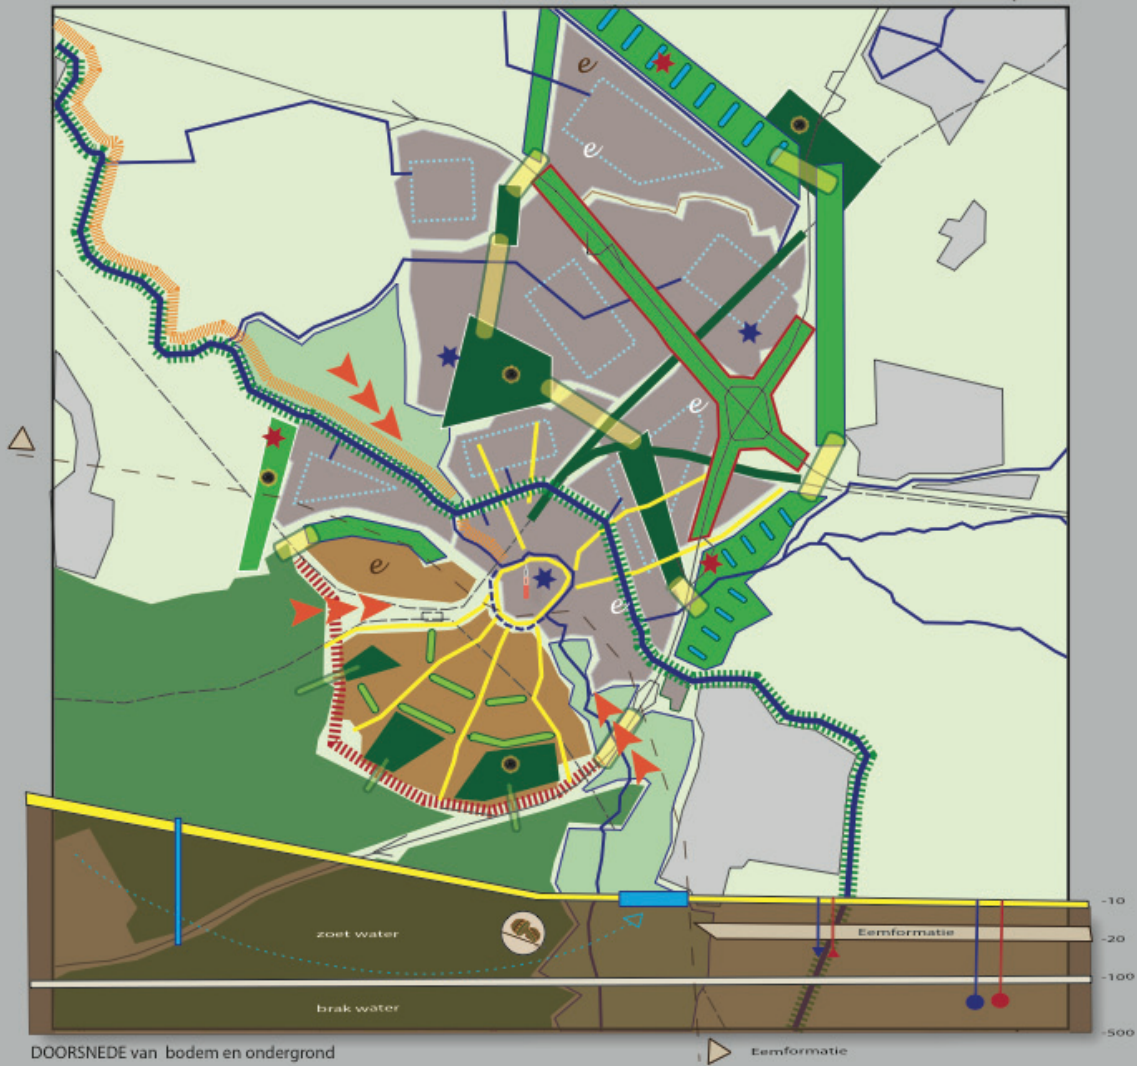 e
e
e
e
e
zoet water
Eemformatie
brak water
-10
-20
-100
-500
DOORSNEDE van bodem en ondergrond
Eemformatie